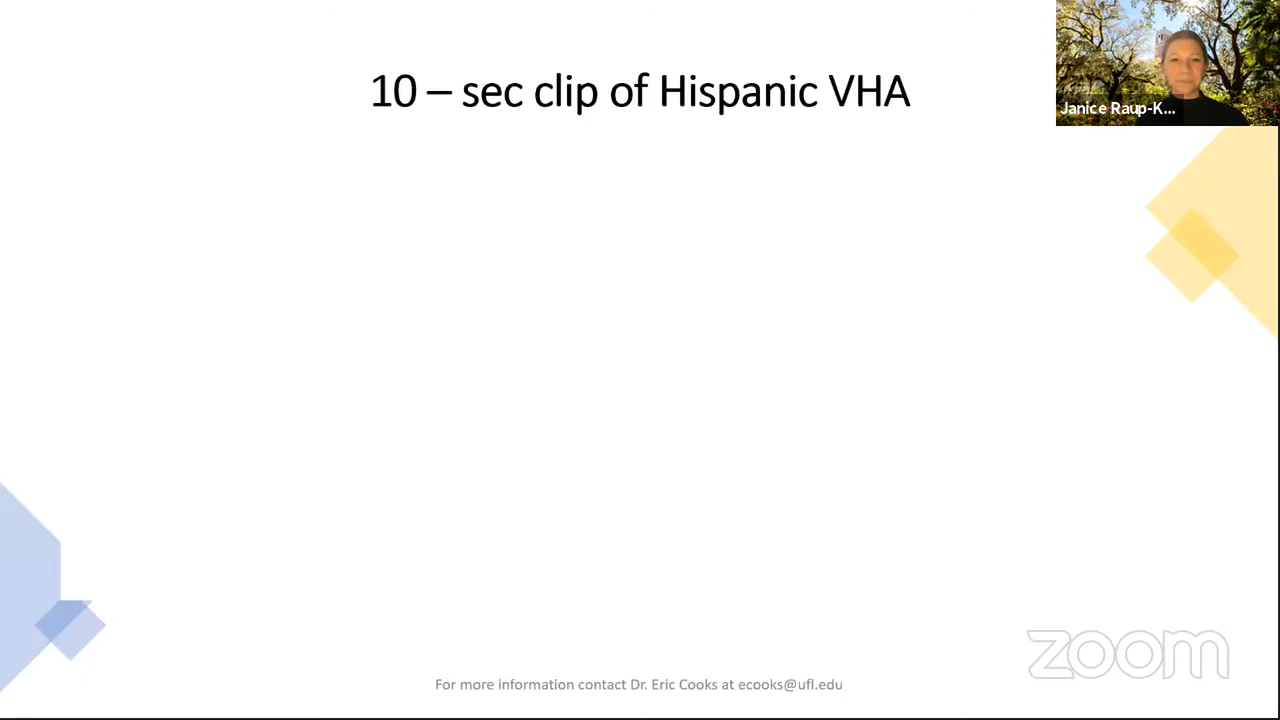 10 – sec clip of Hispanic VHA
Janice Raup-K...
zoom
For more information contact Dr. Eric Cooks at ecooks@ufl.edu